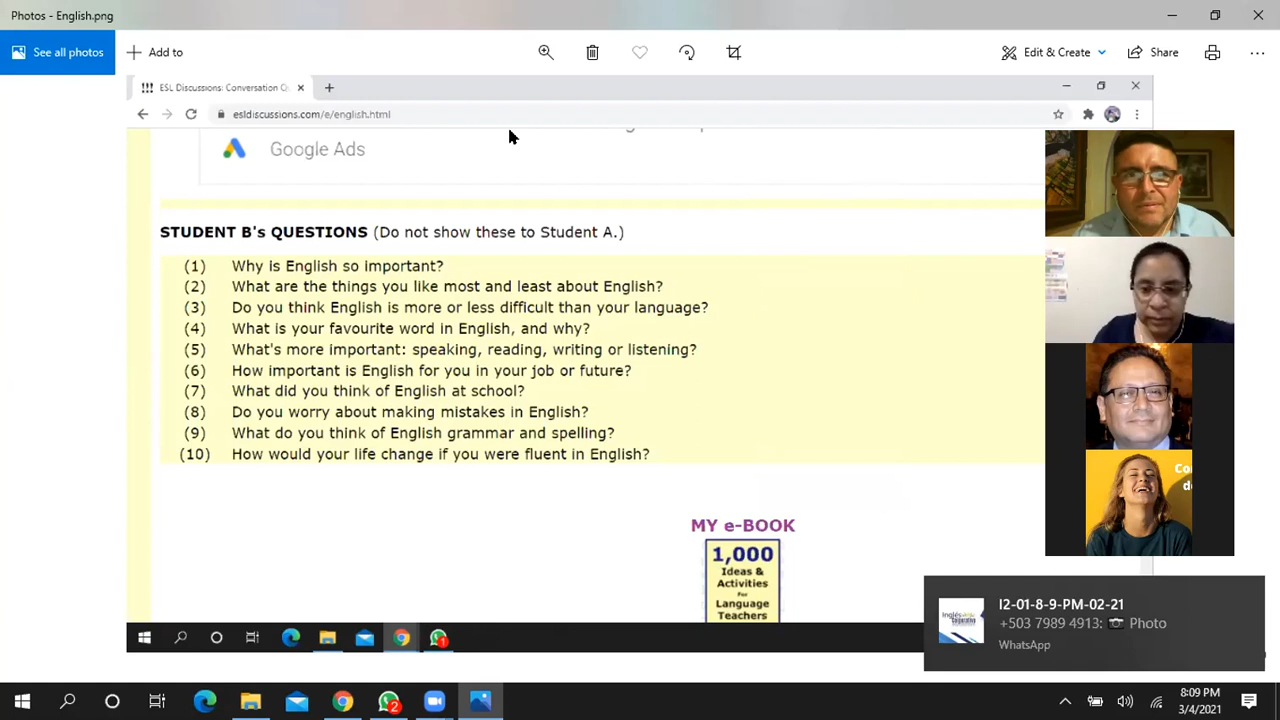 Photos - English.png
See all photos
Add to
Edit & Create
Share
ESL Discussions: Conversation Q
esldiscussions.com/e/english.html
Google Ads
STUDENT B's QUESTIONS (Do not show these to Student A.)
(1) Why is English so important?
(2) What are the things you like most and least about English?
(3) Do you think English is more or less difficult than your language?
(4) What is your favourite word in English, and why?
(5) What's more important: speaking, reading, writing or listening?
(6) How important is English for you in your job or future?
(7) What did you think of English at school?
(8) Do you worry about making mistakes in English?
(9) What do you think of English grammar and spelling?
(10) How would your life change if you were fluent in English?
MY e-BOOK
1,000
Ideas &
Activities
For
Language
Teachers
I2-01-8-9-PM-02-21
+503 7989 4913: Photo
WhatsApp
8:09 PM
3/4/2021